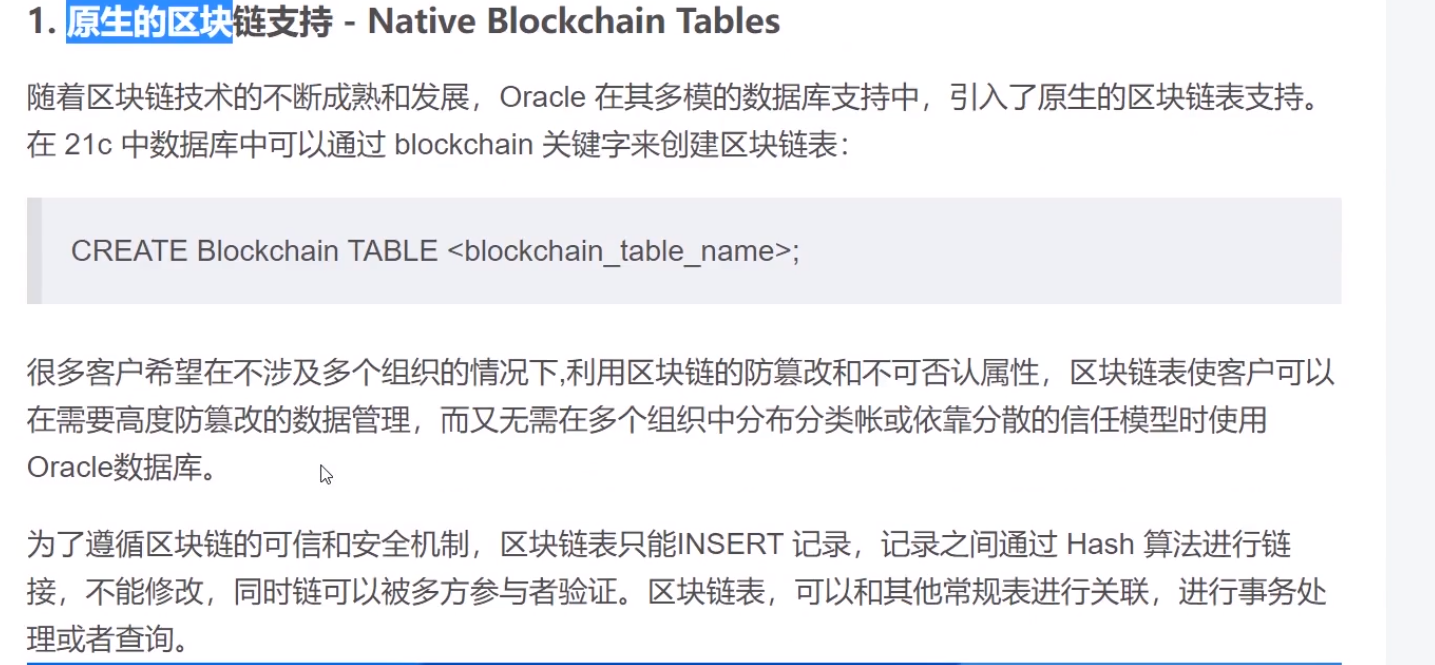 1. 原生的区块链支持 - Native Blockchain Tables
随着区块链技术的不断成熟和发展，Oracle 在其多模的数据库支持中，引入了原生的区块链表支持。
在 21c 中数据库中可以通过 blockchain 关键字来创建区块链表：
CREATE Blockchain TABLE <blockchain_table_name>;
很多客户希望在不涉及多个组织的情况下,利用区块链的防篡改和不可否认属性，区块链表使客户可以
在需要高度防篡改的数据管理，而又无需在多个组织中分布分类帐或依靠分散的信任模型时使用
Oracle数据库。
为了遵循区块链的可信和安全机制，区块链表只能INSERT 记录，记录之间通过 Hash 算法进行链
接，不能修改，同时链可以被多方参与者验证。区块链表，可以和其他常规表进行关联，进行事务处
理或者查询。